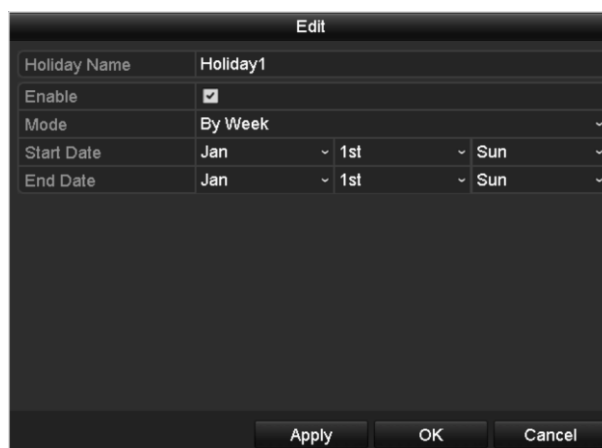 Edit
Holiday Name Holiday1
Enable
Mode By Week
Start Date Jan 1st Sun
End Date Jan 1st Sun
Apply OK Cancel